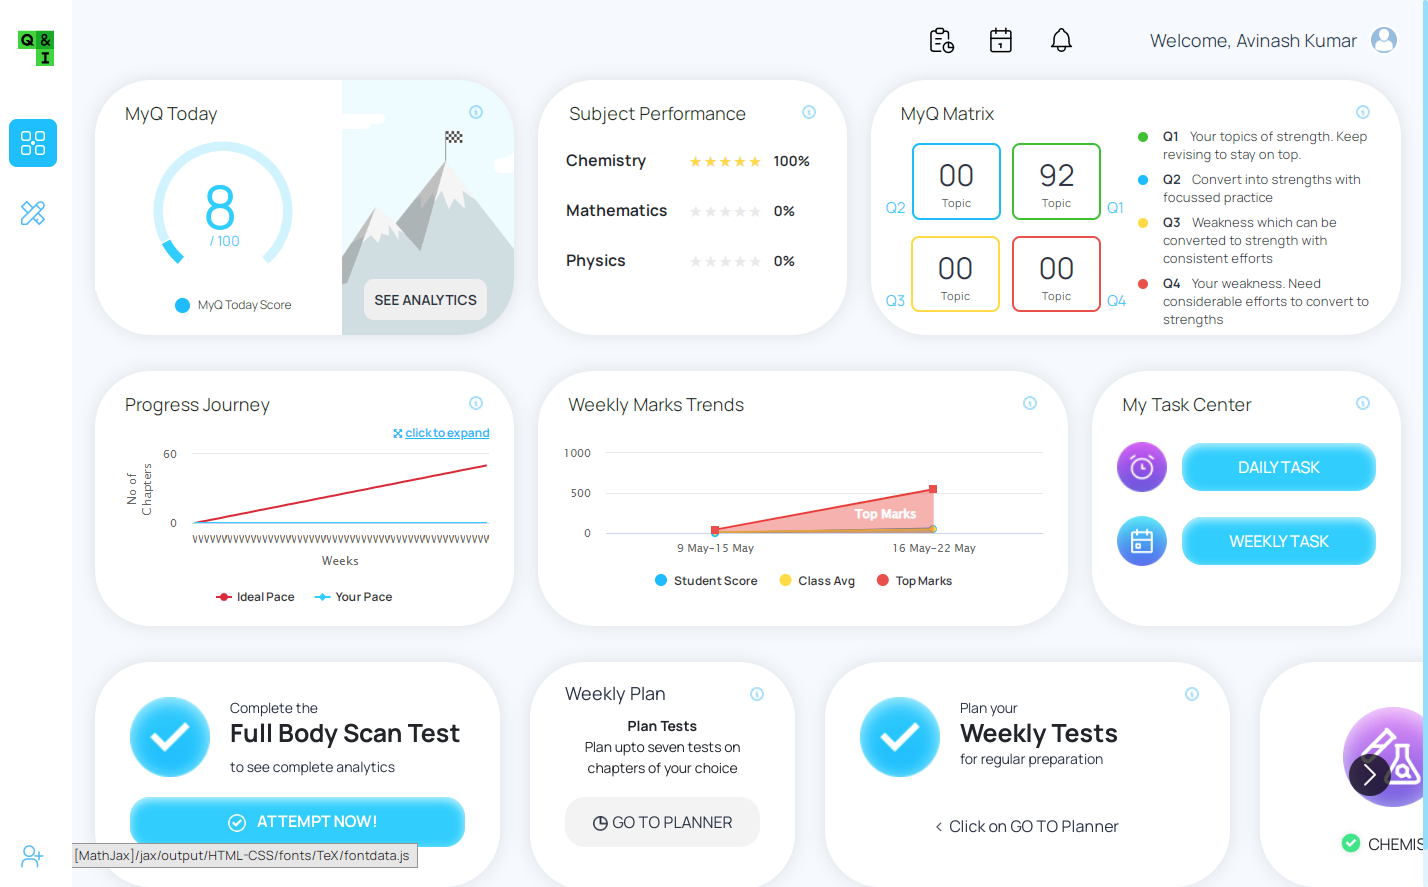 Q &
I
Welcome, Avinash Kumar
MyQ Today
8
/ 100
MyQ Today Score
SEE ANALYTICS
Subject Performance
Chemistry 100%
Mathematics 0%
Physics 0%
MyQ Matrix
00
Topic
92
Topic
Q2
Q1
00
Topic
00
Topic
Q3
Q4
Q1 Your topics of strength. Keep
revising to stay on top.
Q2 Convert into strengths with
focussed practice
Q3 Weakness which can be
converted to strength with
consistent efforts
Q4 Your weakness. Need
considerable efforts to convert to
strengths
Progress Journey
click to expand
60
No of
Chapters
0
Weeks
Ideal Pace Your Pace
Weekly Marks Trends
1000
500
Top Marks
0
9 May-15 May 16 May-22 May
Student Score Class Avg Top Marks
My Task Center
DAILY TASK
WEEKLY TASK
Complete the
Full Body Scan Test
to see complete analytics
ATTEMPT NOW!
Weekly Plan
Plan Tests
Plan upto seven tests on
chapters of your choice
GO TO PLANNER
Plan your
Weekly Tests
for regular preparation
Click on GO TO Planner
CHEMIS
[MathJax]/jax/output/HTML-CSS/fonts/TeX/fontdata.js